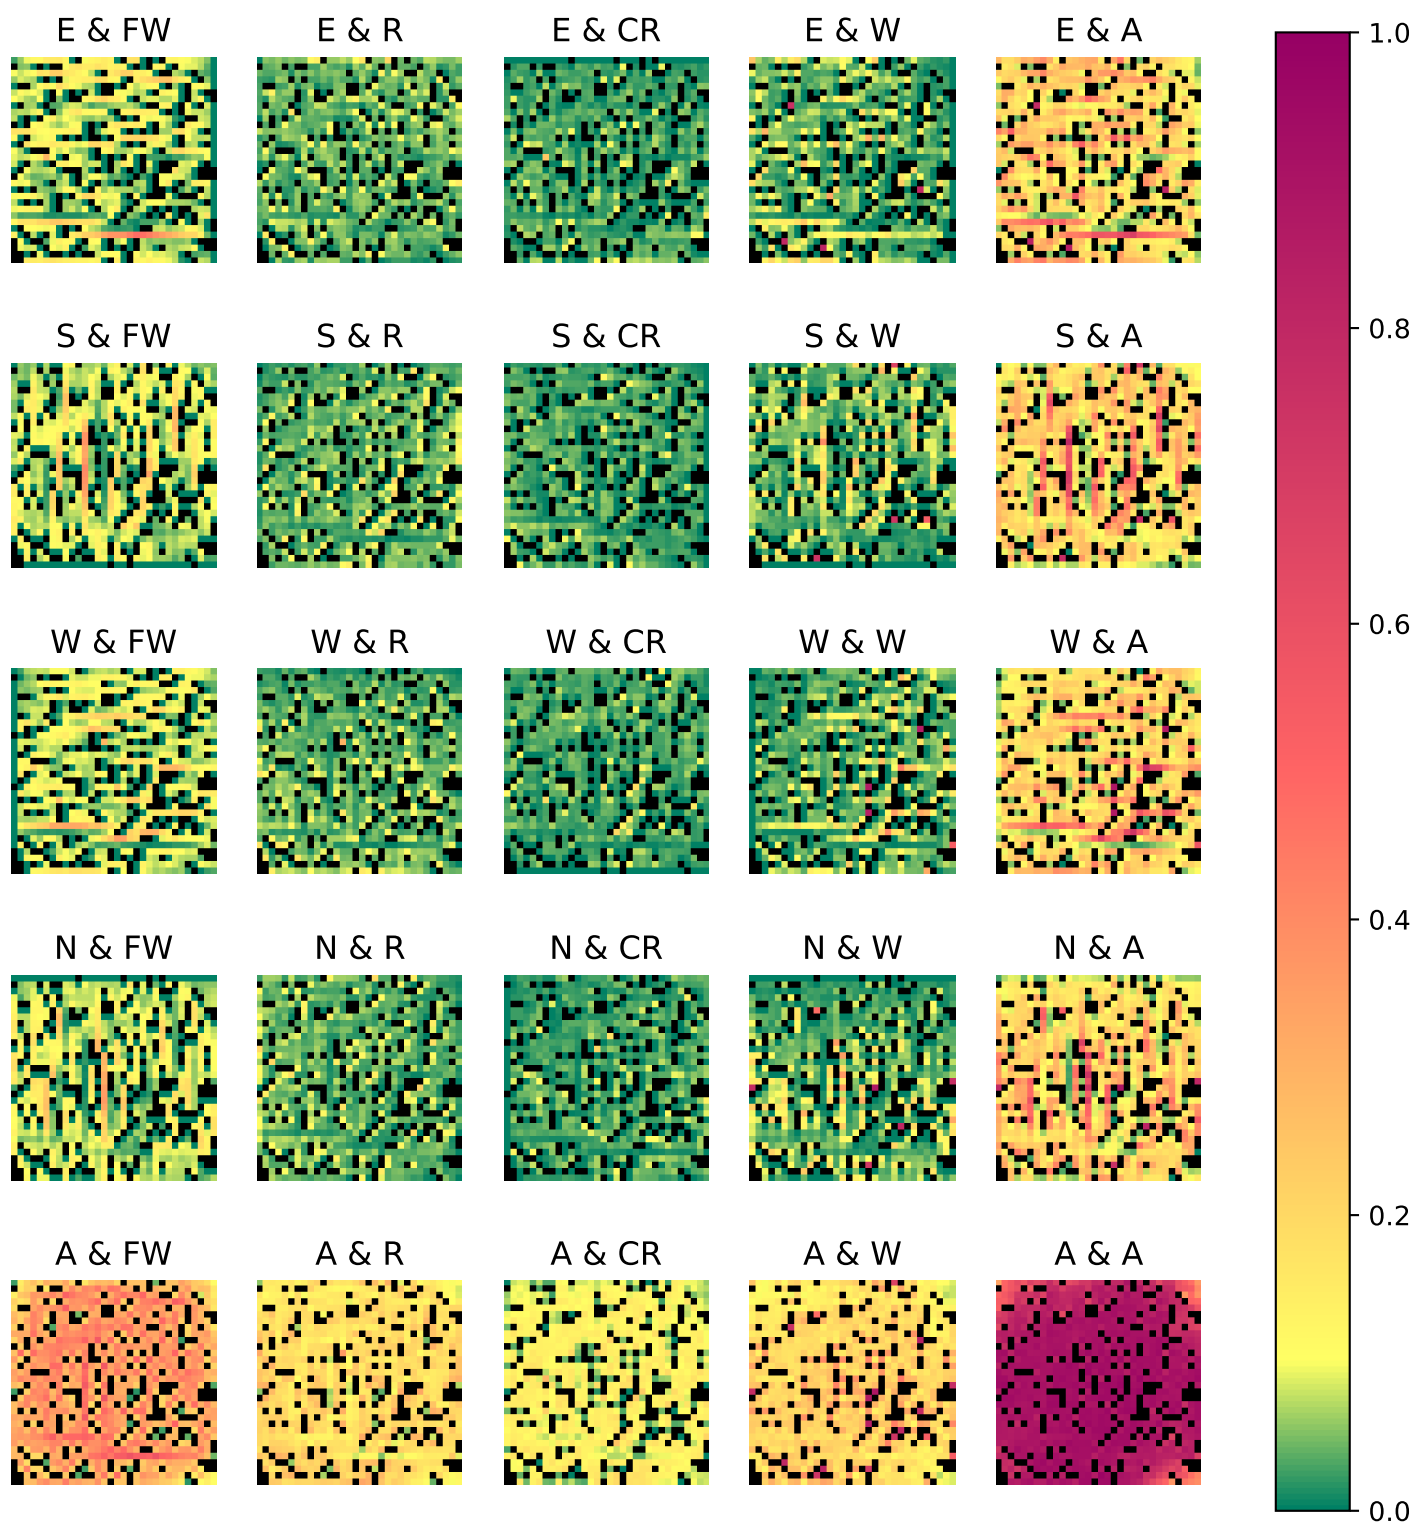 E & FW E & R E & CR E & W E & A
1.0
S & FW S & R S & CR S & W S & A
0.8
W & FW W & R W & CR W & W W & A
0.6
N & FW N & R N & CR N & W N & A
0.4
0.2
A & FW A & R A & CR A & W A & A
0.0